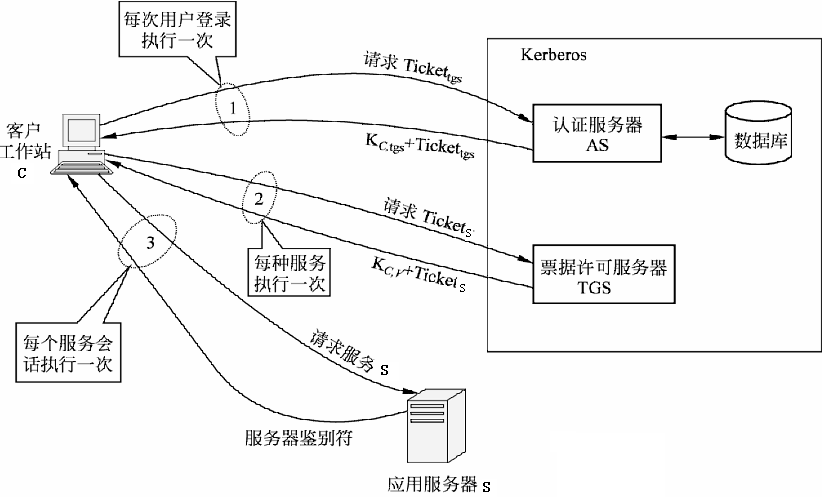 每次用户登录
执行一次
请求 Tickettgs
Kerberos
1
认证服务器
AS
数据库
KC,tgs+Tickettgs
客户
工作站
C
2
请求 TicketS
3
每种服务
执行一次
KC,V+TicketS
票据许可服务器
TGS
每个服务会
话执行一次
请求服务 S
服务器鉴别符
应用服务器 S